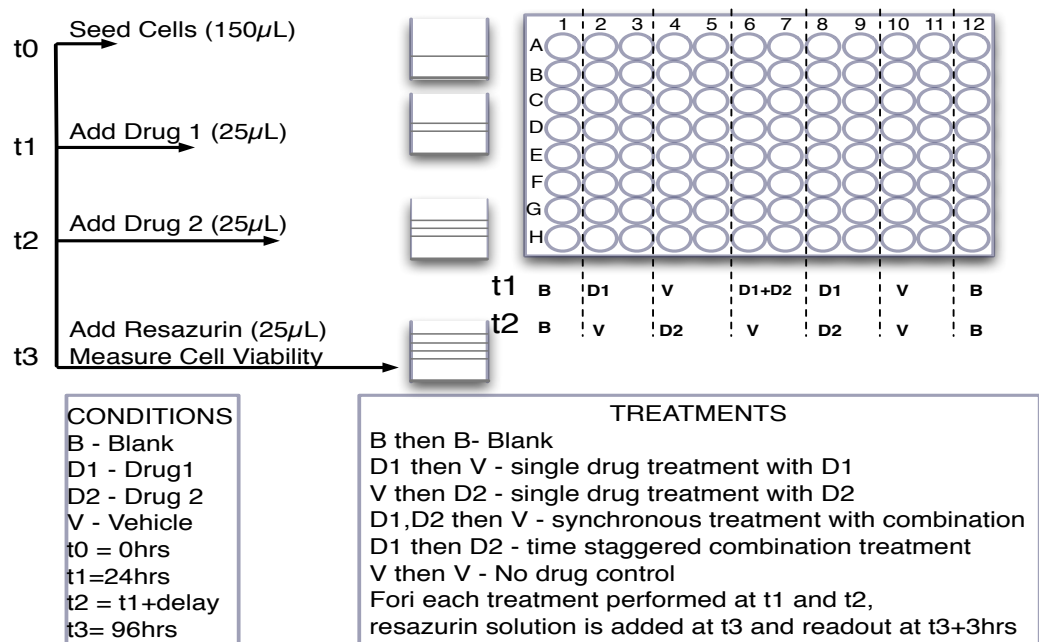 t0
Seed Cells (150µL)
t1
Add Drug 1 (25µL)
t2
Add Drug 2 (25µL)
t3
Add Resazurin (25µL)
Measure Cell Viability
1 2 3 4 5 6 7 8 9 10 11 12
A
B
C
D
E
F
G
H
t1 B D1 V D1+D2 D1 V B
t2 B V D2 V D2 V B
CONDITIONS
B - Blank
D1 - Drug1
D2 - Drug 2
V - Vehicle
t0 = 0hrs
t1=24hrs
t2 = t1+delay
t3= 96hrs
TREATMENTS
B then B- Blank
D1 then V - single drug treatment with D1
V then D2 - single drug treatment with D2
D1,D2 then V - synchronous treatment with combination
D1 then D2 - time staggered combination treatment
V then V - No drug control
Fori each treatment performed at t1 and t2,
resazurin solution is added at t3 and readout at t3+3hrs